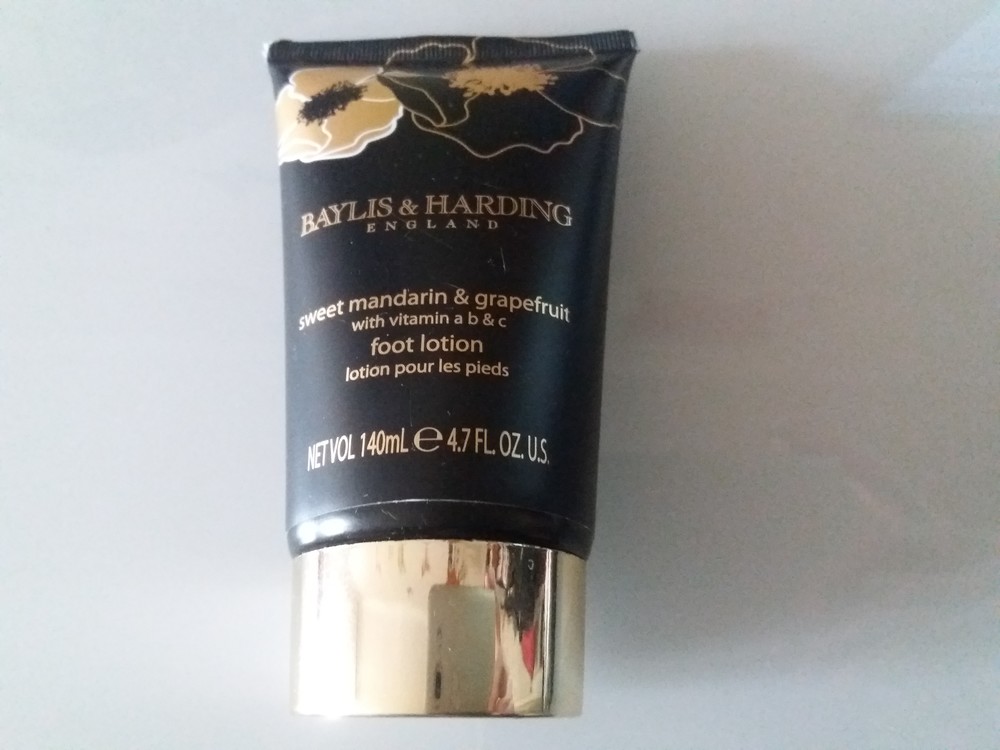 BAYLIS & HARDING
ENGLAND
sweet mandarin & grapefruit
with vitamin a b & c
foot lotion
lotion pour les pieds
NET VOL 140mL ℮ 4.7 FL. OZ. U.S.